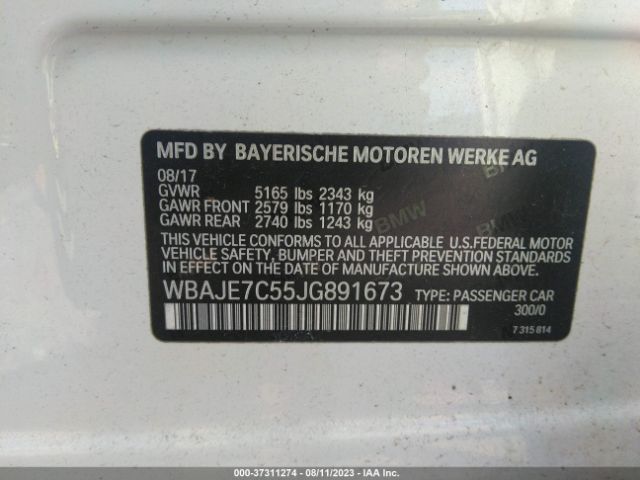 MFD BY BAYERISCHE MOTOREN WERKE AG
08/17
GVWR 5165 lbs 2343 kg
GAWR FRONT 2579 lbs 1170 kg
GAWR REAR 2740 lbs 1243 kg
THIS VEHICLE CONFORMS TO ALL APPLICABLE U.S.FEDERAL MOTOR
VEHICLE SAFETY, BUMPER, AND THEFT PREVENTION STANDARDS
IN EFFECT ON THE DATE OF MANUFACTURE SHOWN ABOVE.
WBAJE7C55JG891673 TYPE: PASSENGER CAR
300/0
7 315 814
BMW
000-37311274 - 08/11/2023 - IAA Inc.